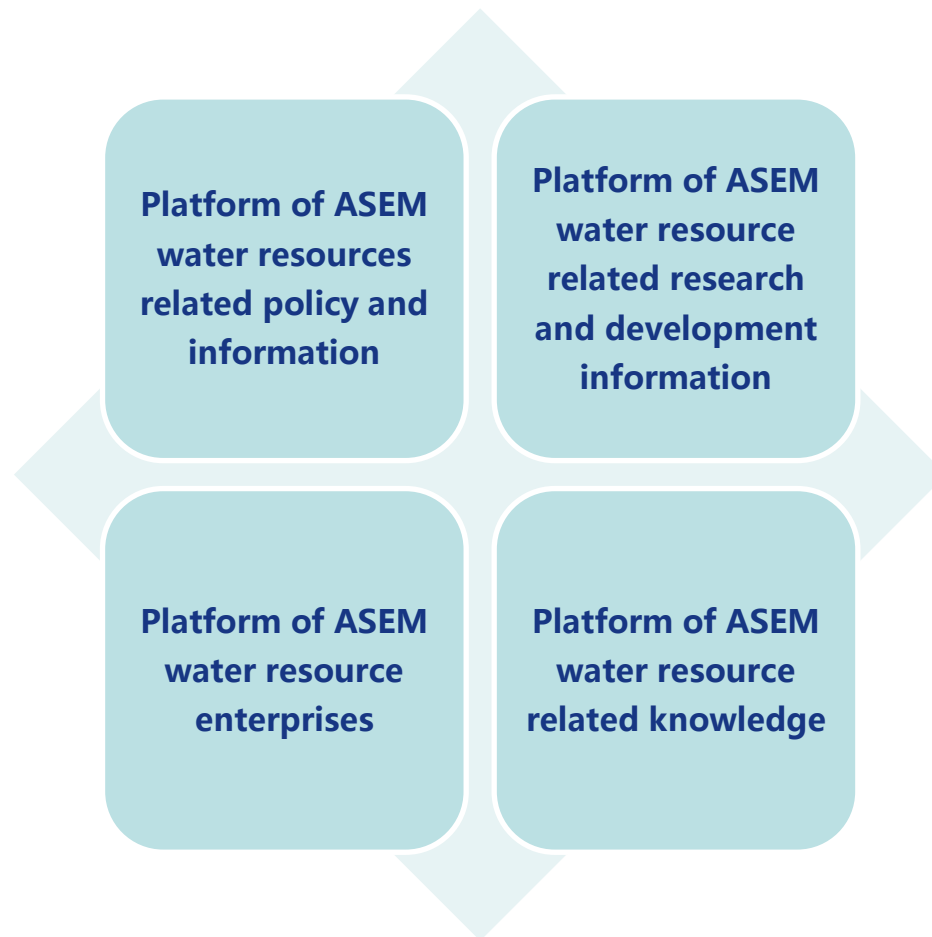 Platform of ASEM
water resources
related policy and
information
Platform of ASEM
water resource
related research
and development
information
Platform of ASEM
water resource
enterprises
Platform of ASEM
water resource
related knowledge